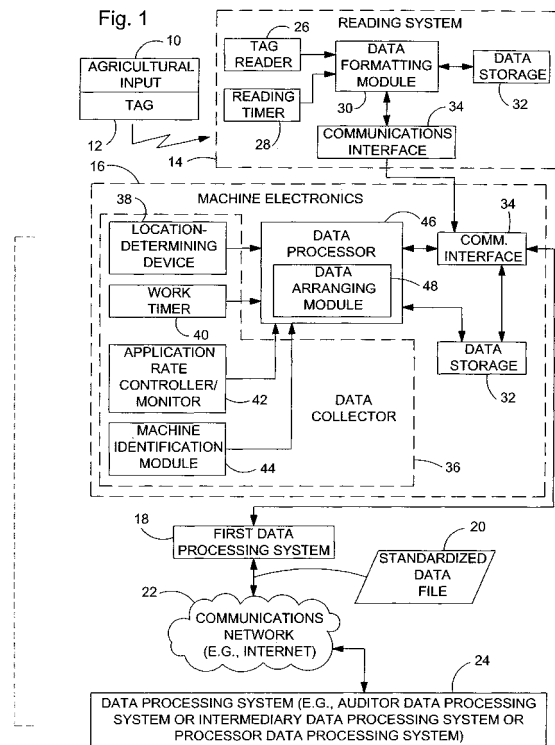 Fig. 1
READING SYSTEM
10
AGRICULTURAL
INPUT
TAG
12
26
TAG
READER
READING
TIMER
28
14
DATA
FORMATTING
MODULE
30
DATA
STORAGE
32
34
COMMUNICATIONS
INTERFACE
16
MACHINE ELECTRONICS
38
LOCATION-
DETERMINING
DEVICE
WORK
TIMER
40
APPLICATION
RATE
CONTROLLER/
MONITOR
42
MACHINE
IDENTIFICATION
MODULE
44
46
DATA
PROCESSOR
DATA
ARRANGING
MODULE
48
34
COMM.
INTERFACE
DATA
STORAGE
32
DATA
COLLECTOR
36
18
FIRST DATA
PROCESSING SYSTEM
20
STANDARDIZED
DATA
FILE
22
COMMUNICATIONS
NETWORK
(E.G., INTERNET)
24
DATA PROCESSING SYSTEM (E.G., AUDITOR DATA PROCESSING
SYSTEM OR INTERMEDIARY DATA PROCESSING SYSTEM OR
PROCESSOR DATA PROCESSING SYSTEM)